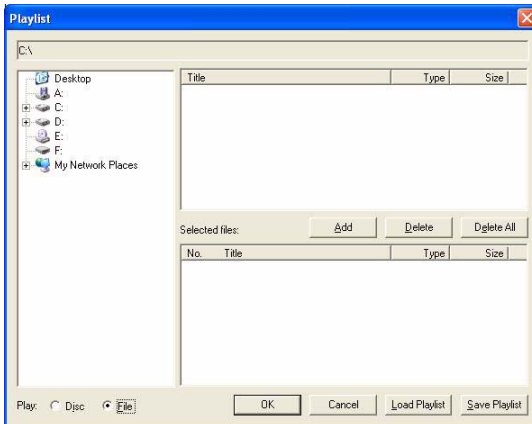 Playlist
C:\
Desktop
A:
C:
D:
E:
F:
My Network Places
Title Type Size
Selected files: Add Delete Delete All
No. Title Type Size
Play: Disc File OK Cancel Load Playlist Save Playlist